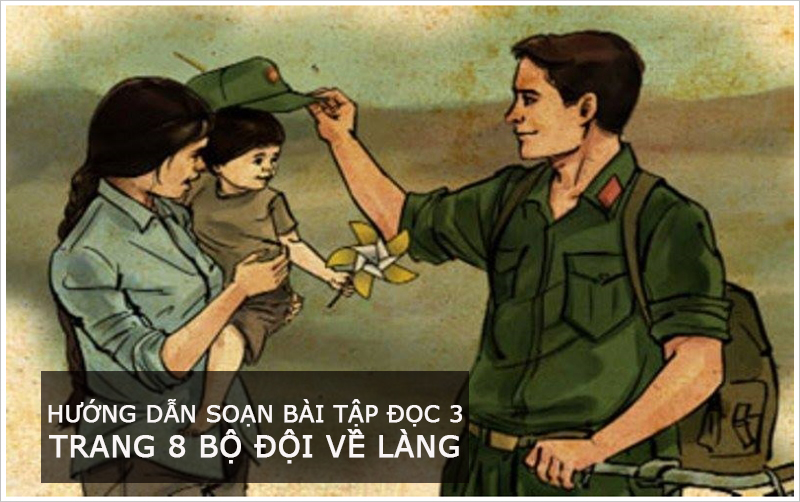 HƯỚNG DẪN SOẠN BÀI TẬP ĐỌC 3
TRANG 8 BỘ ĐỘI VỀ LÀNG